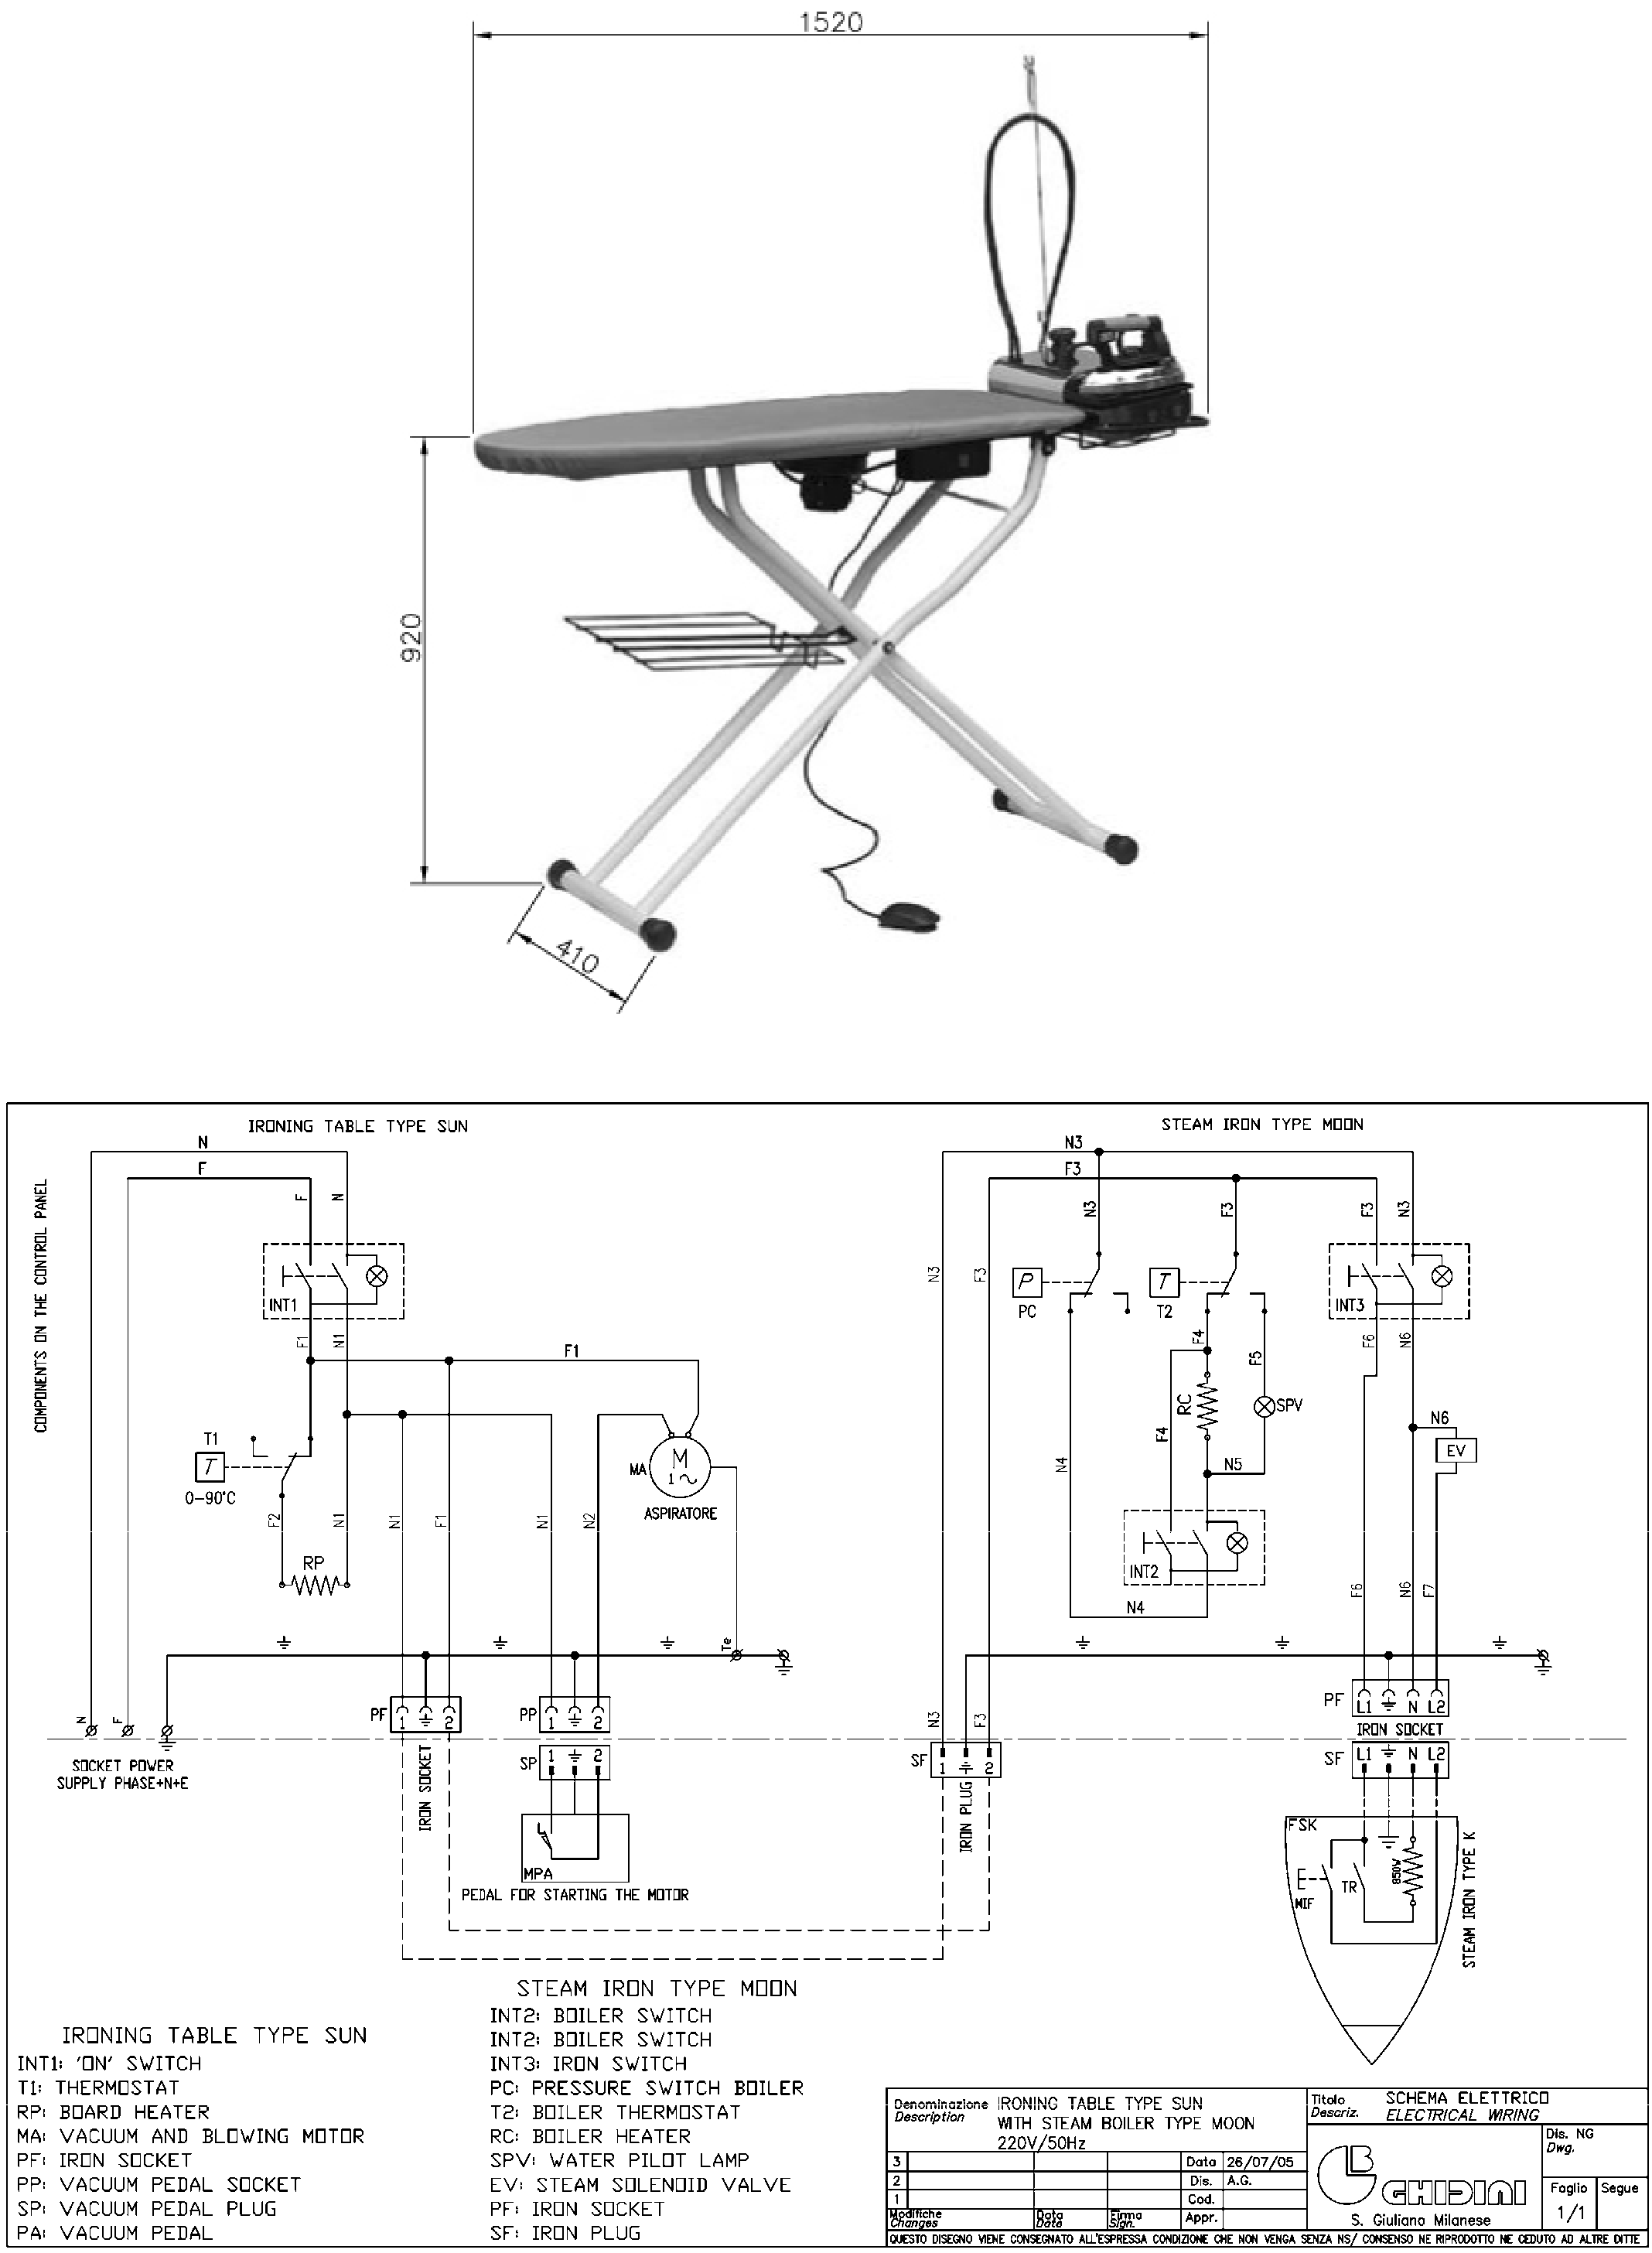 1520
920
410
IRONING TABLE TYPE SUN
STEAM IRON TYPE MOON
COMPONENTS ON THE CONTROL PANEL
N
F
F
N
INT1
F1
N1
F1
T1
T
0-90°C
F2
N1
N1
F1
N1
N2
RP
MA
M
1
ASPIRATORE
Te
N
F
SOCKET POWER
SUPPLY PHASE+N+E
PF
1
2
IRON SOCKET
PP
1
2
SP
1
2
MPA
PEDAL FOR STARTING THE MOTOR
N3
F3
N3
F3
F3
N3
N3
F3
P
PC
T
T2
INT3
F4
F5
F6
N6
RC
SPV
F4
N4
N5
N6
EV
INT2
N4
F6
N6
F7
N3
F3
SF
1
2
IRON PLUG
PF
L1
N
L2
IRON SOCKET
SF
L1
N
L2
FSK
MIF
TR
850W
STEAM IRON TYPE K
IRONING TABLE TYPE SUN
INT1: 'ON' SWITCH
T1: THERMOSTAT
RP: BOARD HEATER
MA: VACUUM AND BLOWING MOTOR
PF: IRON SOCKET
PP: VACUUM PEDAL SOCKET
SP: VACUUM PEDAL PLUG
PA: VACUUM PEDAL
STEAM IRON TYPE MOON
INT2: BOILER SWITCH
INT2: BOILER SWITCH
INT3: IRON SWITCH
PC: PRESSURE SWITCH BOILER
T2: BOILER THERMOSTAT
RC: BOILER HEATER
SPV: WATER PILOT LAMP
EV: STEAM SOLENOID VALVE
PF: IRON SOCKET
SF: IRON PLUG
Denominazione
Description
IRONING TABLE TYPE SUN
WITH STEAM BOILER TYPE MOON
220V/50Hz
Titolo
Descriz.
SCHEMA ELETTRICO
ELECTRICAL WIRING
3
Data 26/07/05
2
Dis. A.G.
1
Cod.
Modifiche
Changes
Data
Date
Firma
Sign.
Appr.
GHIDINI
S. Giuliano Milanese
Dis. NG
Dwg.
Foglio
1/1
Segue
QUESTO DISEGNO VIENE CONSEGNATO ALL'ESPRESSA CONDIZIONE CHE NON VENGA SENZA NS/ CONSENSO NE RIPRODOTTO NE CEDUTO AD ALTRE DITTE